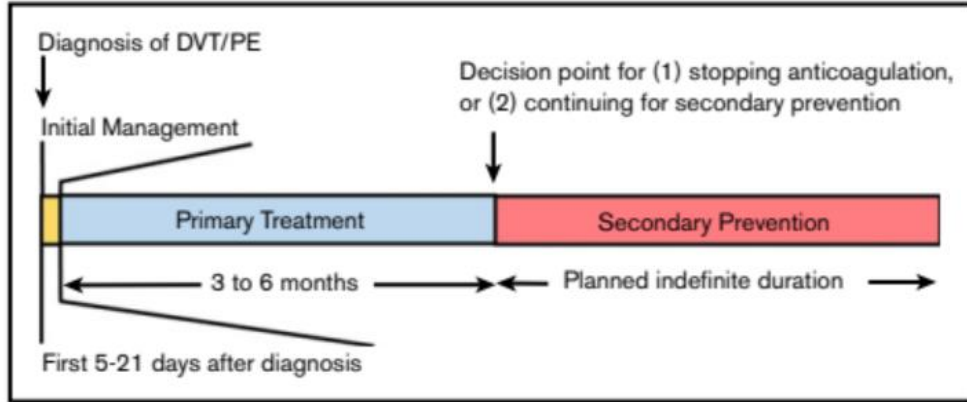 Diagnosis of DVT/PE
Decision point for (1) stopping anticoagulation,
or (2) continuing for secondary prevention
Initial Management
Primary Treatment
Secondary Prevention
3 to 6 months
Planned indefinite duration
First 5-21 days after diagnosis